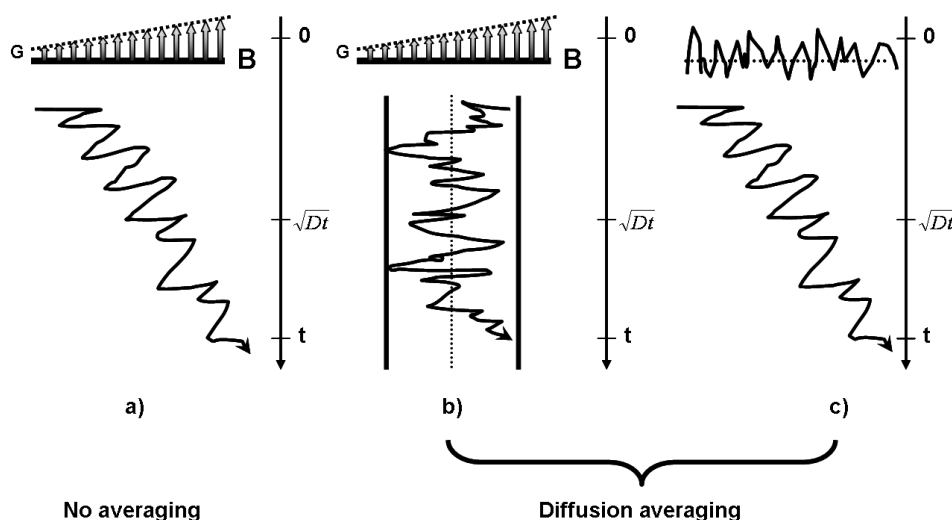 G
B
0
√Dt
t
a)
G
B
0
√Dt
t
b)
0
√Dt
t
c)
No averaging
Diffusion averaging